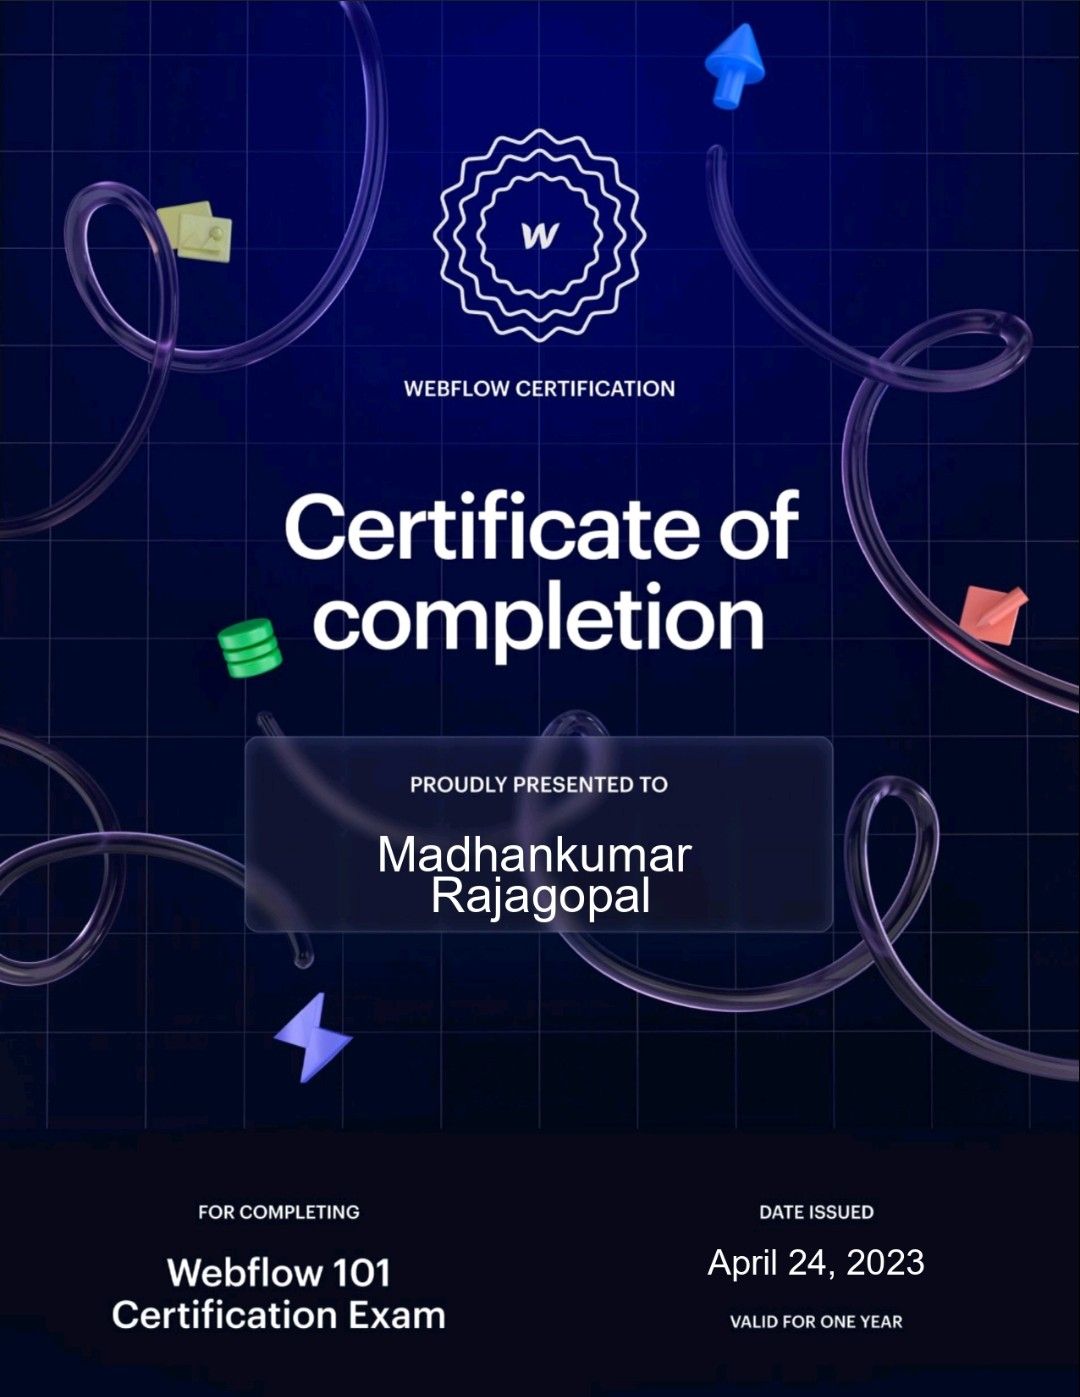 W
WEBFLOW CERTIFICATION
Certificate of
completion
PROUDLY PRESENTED TO
Madhankumar
Rajagopal
FOR COMPLETING
Webflow 101
Certification Exam
DATE ISSUED
April 24, 2023
VALID FOR ONE YEAR